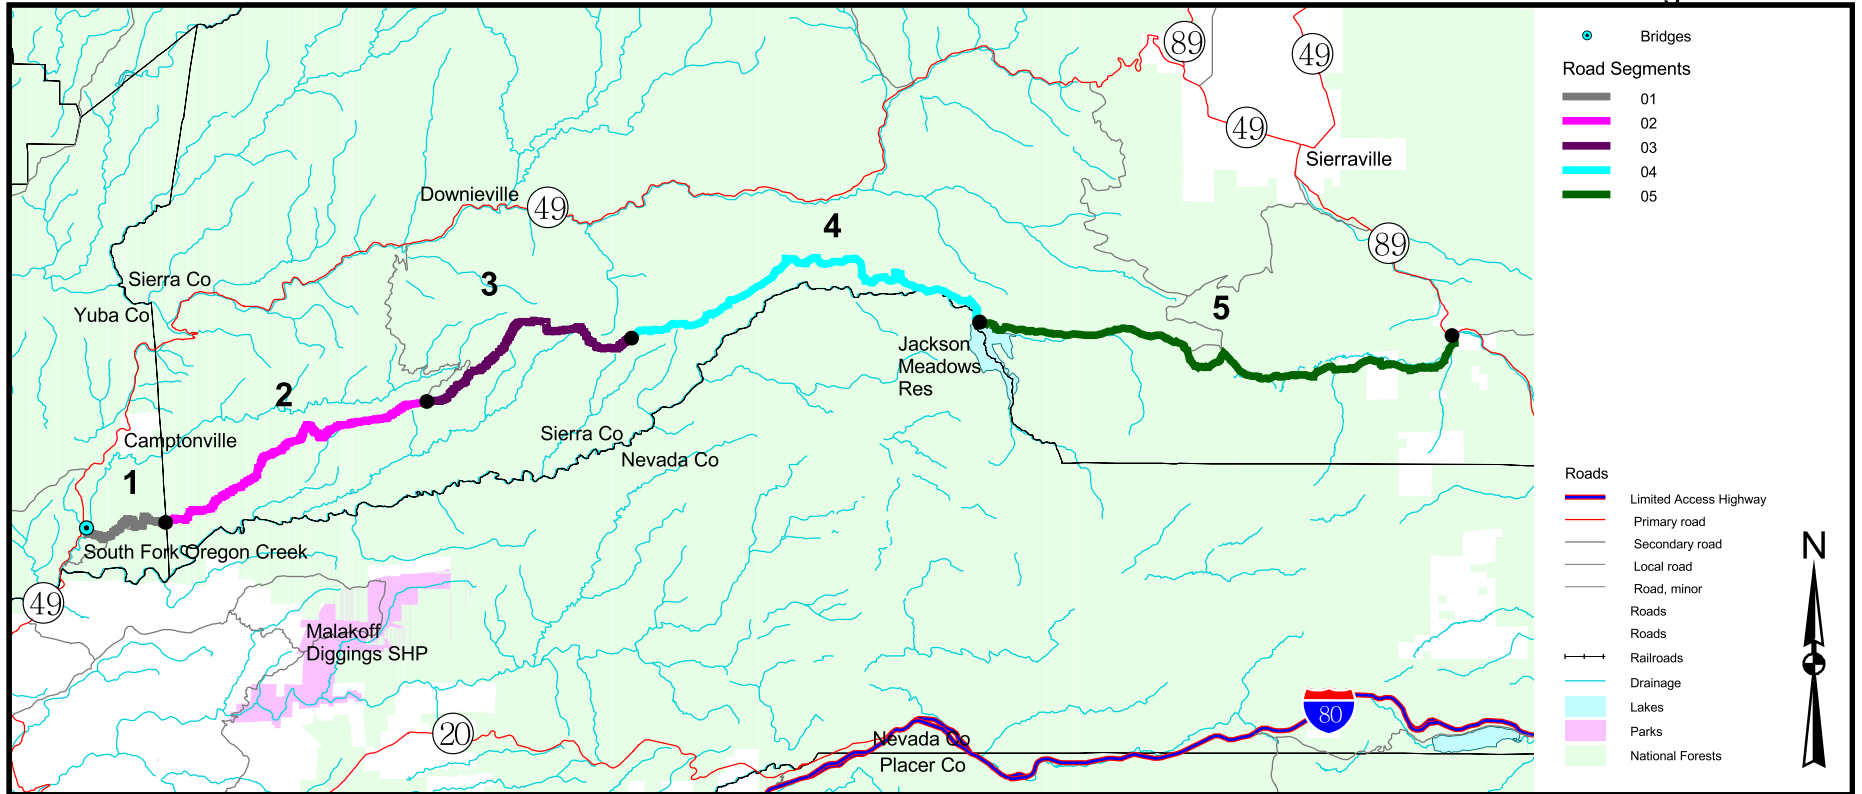 89
49
49
Sierraville
Downieville
49
4
89
Sierra Co
3
Yuba Co
5
Jackson
Meadows
Res
2
Camptonville
Sierra Co
Nevada Co
1
South Fork Oregon Creek
49
Malakoff
Diggings SHP
20
80
Nevada Co
Placer Co
Bridges
Road Segments
01
02
03
04
05
Roads
Limited Access Highway
Primary road
Secondary road
Local road
Road, minor
Roads
Roads
Railroads
Drainage
Lakes
Parks
National Forests
N